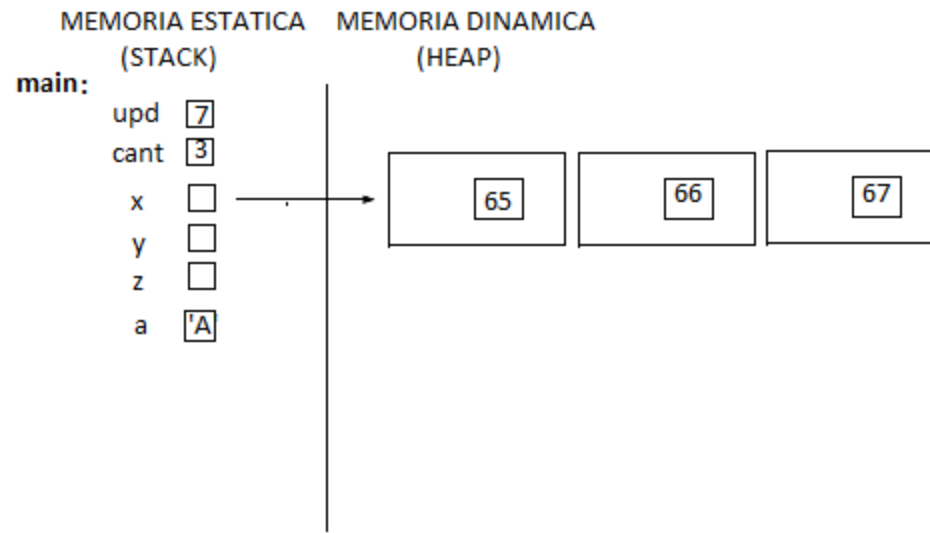 MEMORIA ESTATICA MEMORIA DINAMICA
(STACK) (HEAP)
main:
upd 7
cant 3
x 65 66 67
y
z
a 'A'